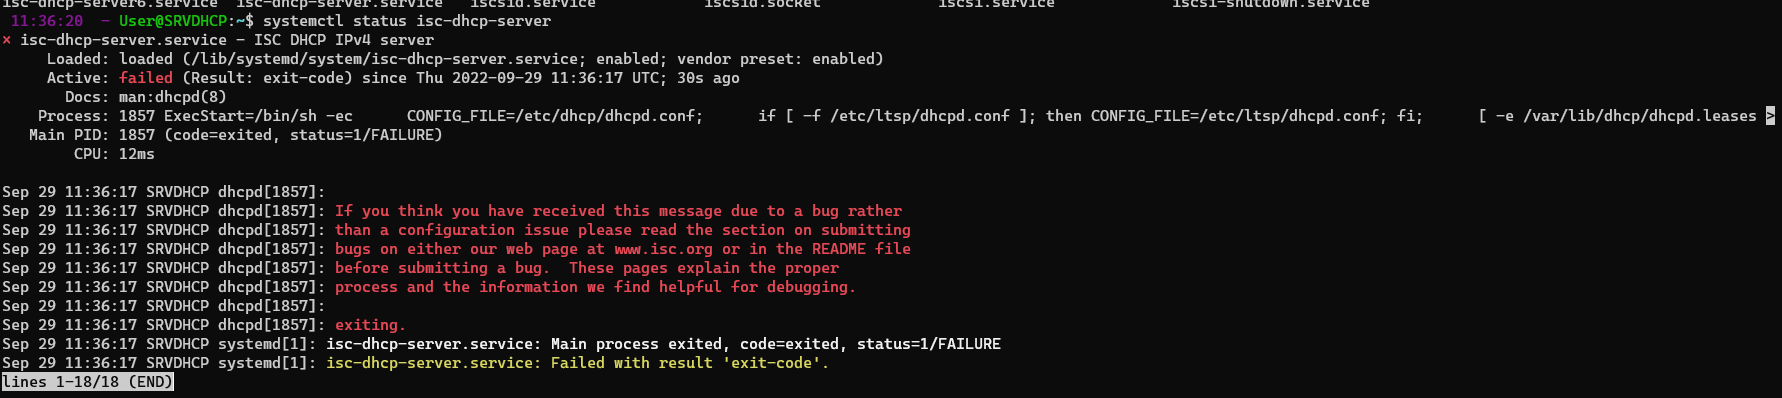 isc-dhcp-server6.service  isc-dhcp-server.service   iscsid.service            iscsid.socket             iscsi.service             iscsi-shutdown.service
11:36:20  - User@SRVDHCP:~$ systemctl status isc-dhcp-server
× isc-dhcp-server.service - ISC DHCP IPv4 server
     Loaded: loaded (/lib/systemd/system/isc-dhcp-server.service; enabled; vendor preset: enabled)
     Active: failed (Result: exit-code) since Thu 2022-09-29 11:36:17 UTC; 30s ago
       Docs: man:dhcpd(8)
    Process: 1857 ExecStart=/bin/sh -ec      CONFIG_FILE=/etc/dhcp/dhcpd.conf;      if [ -f /etc/ltsp/dhcpd.conf ]; then CONFIG_FILE=/etc/ltsp/dhcpd.conf; fi;      [ -e /var/lib/dhcp/dhcpd.leases >
   Main PID: 1857 (code=exited, status=1/FAILURE)
        CPU: 12ms
Sep 29 11:36:17 SRVDHCP dhcpd[1857]:
Sep 29 11:36:17 SRVDHCP dhcpd[1857]: If you think you have received this message due to a bug rather
Sep 29 11:36:17 SRVDHCP dhcpd[1857]: than a configuration issue please read the section on submitting
Sep 29 11:36:17 SRVDHCP dhcpd[1857]: bugs on either our web page at www.isc.org or in the README file
Sep 29 11:36:17 SRVDHCP dhcpd[1857]: before submitting a bug.  These pages explain the proper
Sep 29 11:36:17 SRVDHCP dhcpd[1857]: process and the information we find helpful for debugging.
Sep 29 11:36:17 SRVDHCP dhcpd[1857]:
Sep 29 11:36:17 SRVDHCP dhcpd[1857]: exiting.
Sep 29 11:36:17 SRVDHCP systemd[1]: isc-dhcp-server.service: Main process exited, code=exited, status=1/FAILURE
Sep 29 11:36:17 SRVDHCP systemd[1]: isc-dhcp-server.service: Failed with result 'exit-code'.
lines 1-18/18 (END)